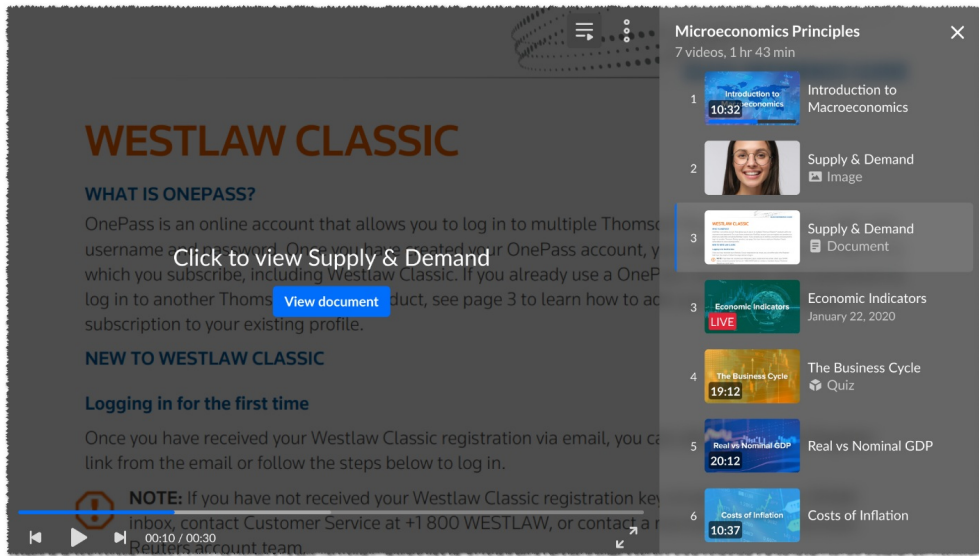 WESTLAW CLASSIC
WHAT IS ONEPASS?
OnePass is an online account that allows you to log in to multiple Thomso
username and password. Once you have created your OnePass account, y
which you subscribe, including Westlaw Classic. If you already use a OneP
log in to another Thoms duct, see page 3 to learn how to ac
subscription to your existing profile.
Click to view Supply & Demand
View document
NEW TO WESTLAW CLASSIC
Logging in for the first time
Once you have received your Westlaw Classic registration via email, you ca
link from the email or follow the steps below to log in.
NOTE: If you have not received your Westlaw Classic registration key
inbox, contact Customer Service at +1 800 WESTLAW, or contact a
Reuters account team.
00:10 / 00:30
Microeconomics Principles
7 videos, 1 hr 43 min
1
Introduction to
10:32
Introduction to
Macroeconomics
2
Supply & Demand
Image
3
WESTLAW CLASSIC
Supply & Demand
Document
3
Economic Indicators
LIVE
Economic Indicators
January 22, 2020
4
The Business Cycle
19:12
The Business Cycle
Quiz
5
Real vs Nominal GDP
20:12
Real vs Nominal GDP
6
Costs of Inflation
10:37
Costs of Inflation